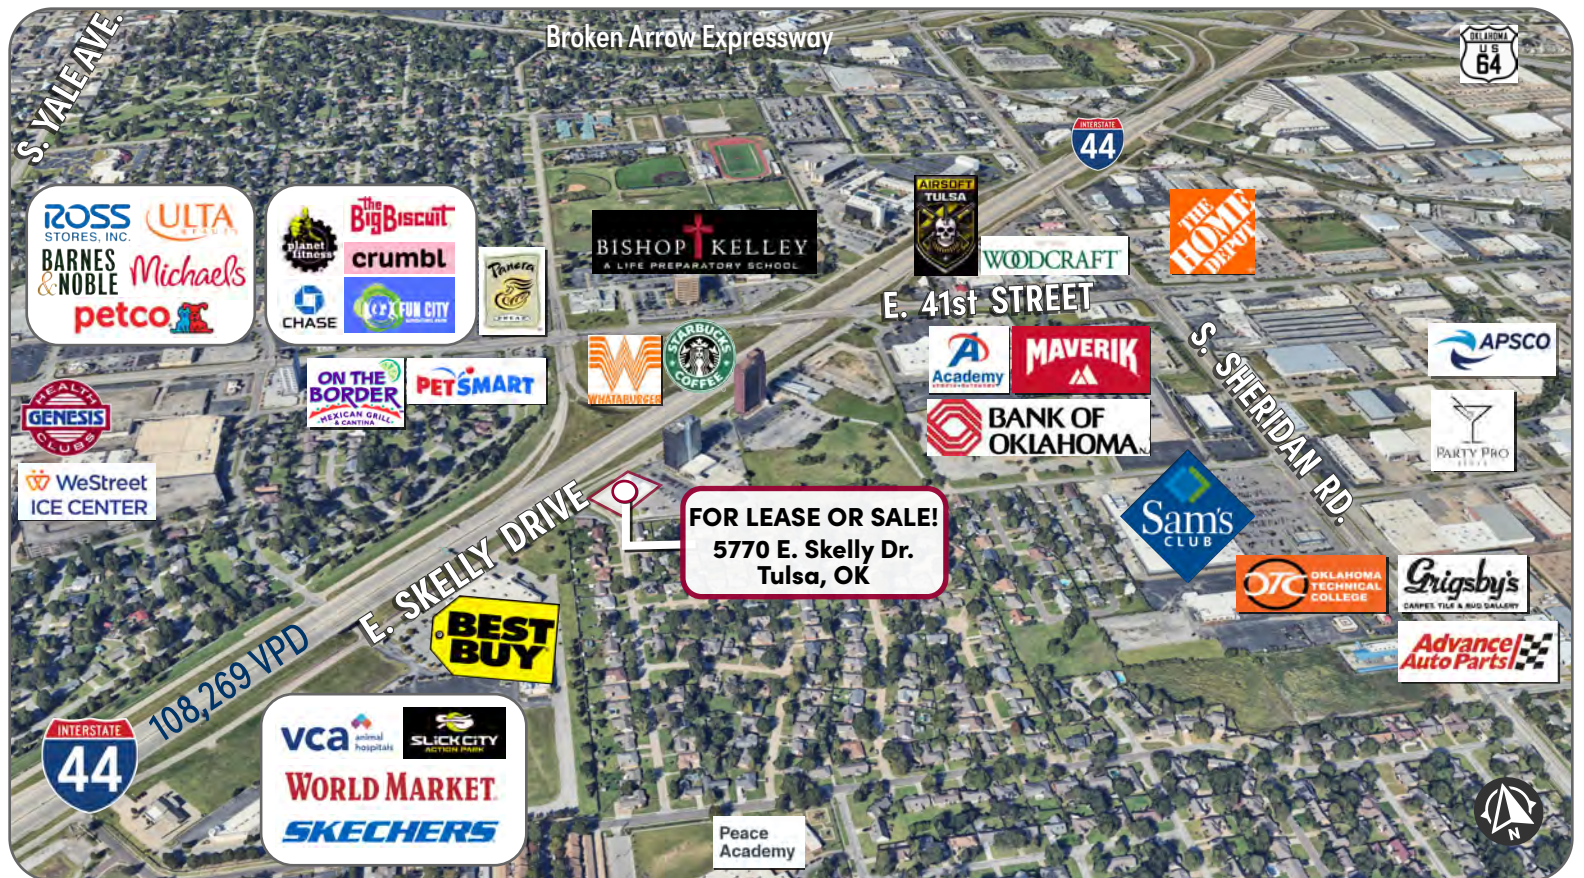 Broken Arrow Expressway
S. YALE AVE.
OKLAHOMA
US
64
INTERSTATE
44
ROSS
STORES, INC.
ULTA
BEAUTY
BARNES
&NOBLE
Michaels
petco
planet
fitness
the
BigBiscuit
crumbl
CHASE
FUN CITY
Panera
BREAD
BISHOP KELLEY
A LIFE PREPARATORY SCHOOL
AIRSOFT
TULSA
WOODCRAFT
THE
HOME
DEPOT
E. 41st STREET
S. SHERIDAN RD.
WHATABURGER
STARBUCKS
COFFEE
Academy
MAVERIK
BANK OF
OKLAHOMA N.
APSCO
PARTY PRO
ON THE
BORDER
MEXICAN GRILL
& CANTINA
PETSMART
HEALTH
GENESIS
CLUBS
WeStreet
ICE CENTER
E. SKELLY DRIVE
FOR LEASE OR SALE!
5770 E. Skelly Dr.
Tulsa, OK
Sam's
CLUB
OTC OKLAHOMA
TECHNICAL
COLLEGE
Grigsby's
CARPET, TILE & RUG GALLERY
Advance
Auto Parts
BEST
BUY
108,269 VPD
INTERSTATE
44
vca animal
hospitals
SLICK CITY
ACTION PARK
WORLD MARKET
SKECHERS
Peace
Academy
N